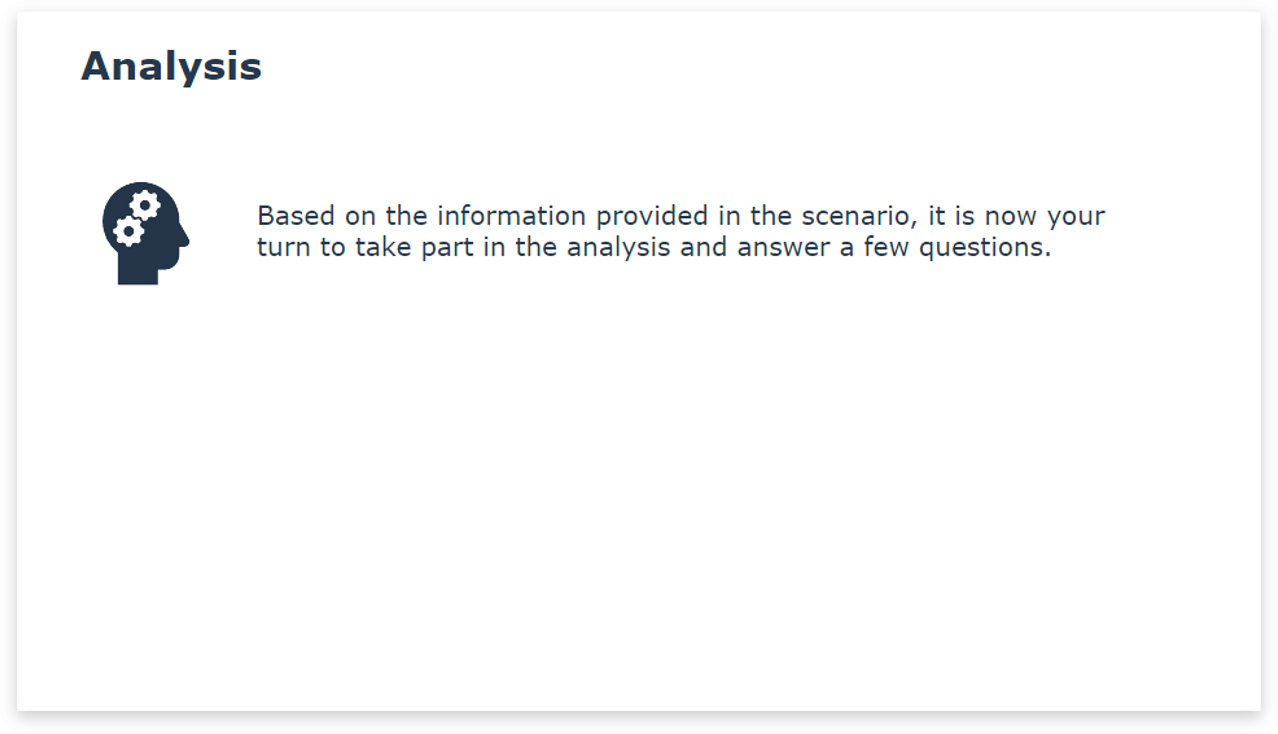 Analysis
Based on the information provided in the scenario, it is now your
turn to take part in the analysis and answer a few questions.